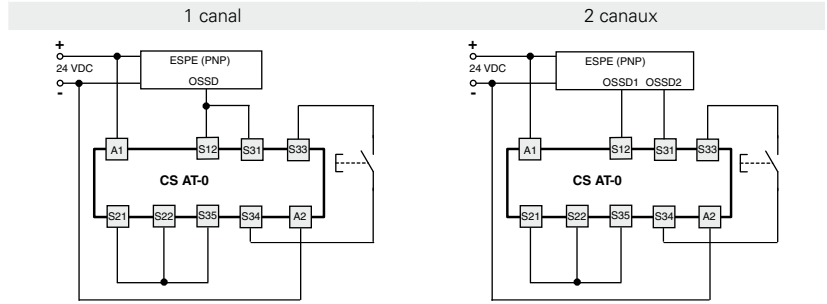 1 canal
2 canaux
+
24 VDC
-
ESPE (PNP)
OSSD
A1
S12
S31
S33
CS AT-0
S21
S22
S35
S34
A2
+
24 VDC
-
ESPE (PNP)
OSSD1 OSSD2
A1
S12
S31
S33
CS AT-0
S21
S22
S35
S34
A2